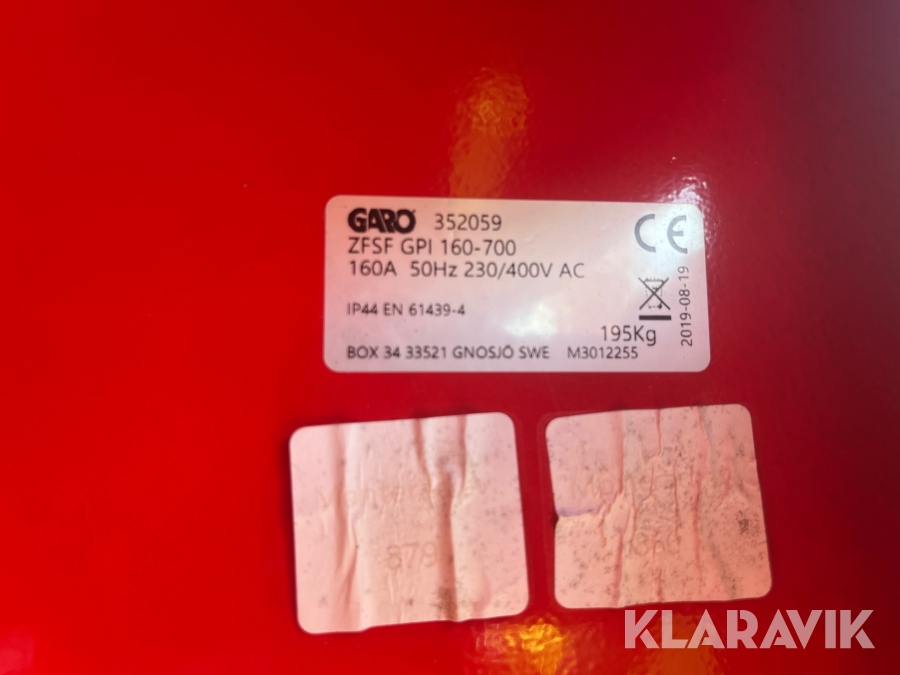 GARO 352059
ZFSF GPI 160-700
160A 50Hz 230/400V AC
IP44 EN 61439-4
195Kg
BOX 34 33521 GNOSJÖ SWE M3012255
CE
2019-08-19
879
KLARAVIK